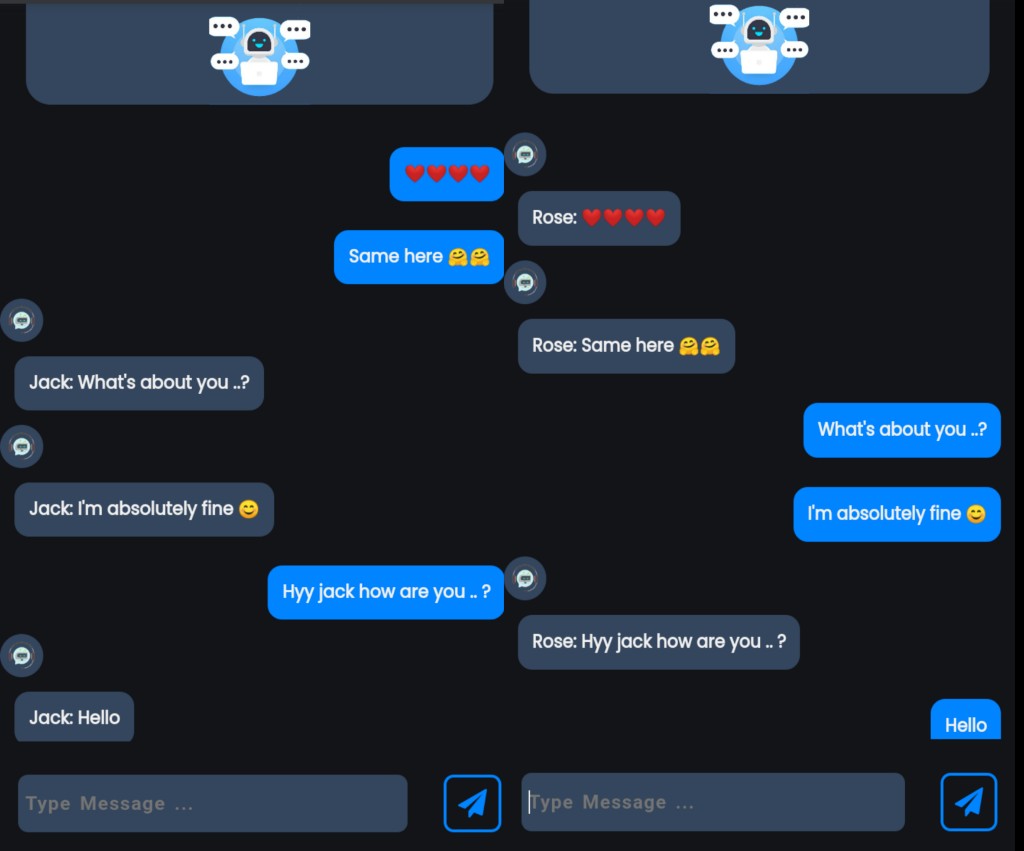 ❤️❤️❤️❤️
Same here 🤗🤗
Jack: What's about you ..?
Jack: I'm absolutely fine 😊
Hyy jack how are you .. ?
Jack: Hello
Type Message ...
Rose: ❤️❤️❤️❤️
Rose: Same here 🤗🤗
What's about you ..?
I'm absolutely fine 😊
Rose: Hyy jack how are you .. ?
Hello
Type Message ...